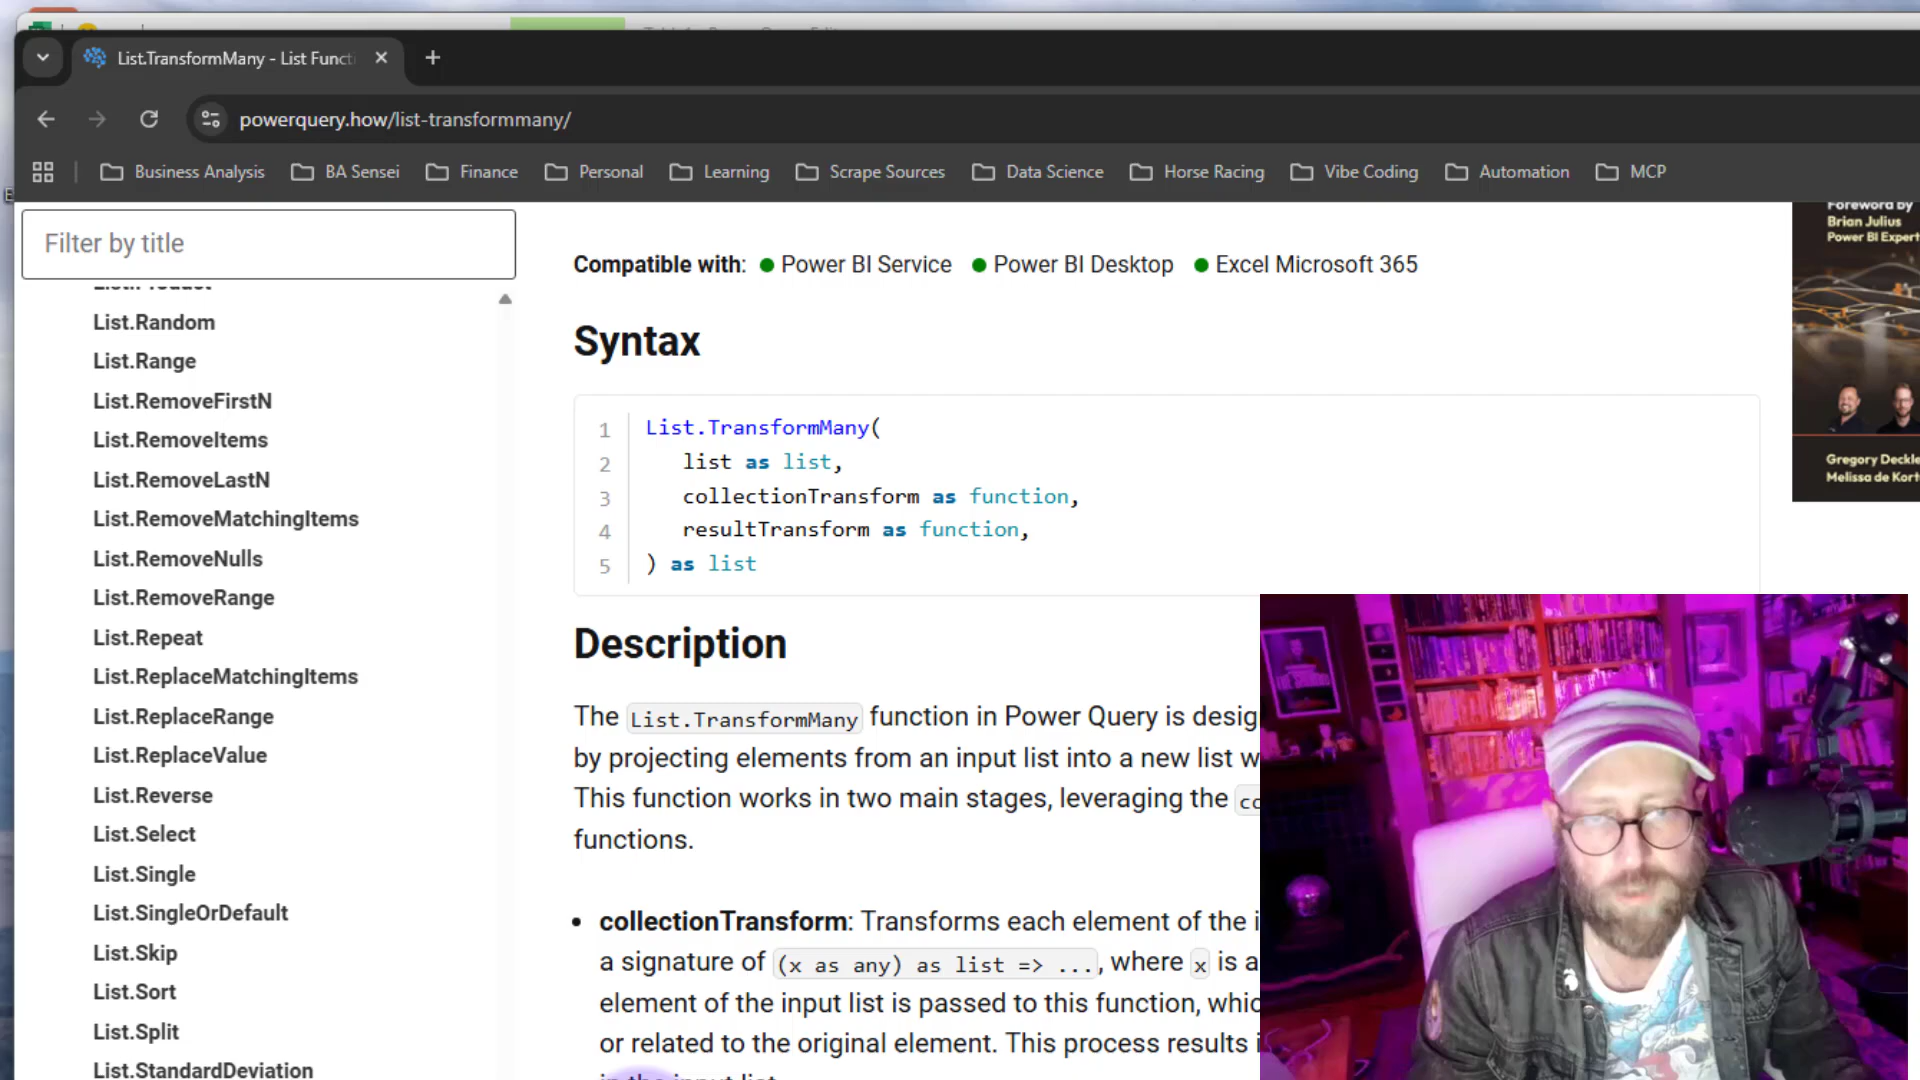 List.TransformMany - List Funct
powerquery.how/list-transformmany/
Business Analysis
BA Sensei
Finance
Personal
Learning
Scrape Sources
Data Science
Horse Racing
Vibe Coding
Automation
MCP
Filter by title
List.Product
List.Random
List.Range
List.RemoveFirstN
List.RemoveItems
List.RemoveLastN
List.RemoveMatchingItems
List.RemoveNulls
List.RemoveRange
List.Repeat
List.ReplaceMatchingItems
List.ReplaceRange
List.ReplaceValue
List.Reverse
List.Select
List.Single
List.SingleOrDefault
List.Skip
List.Sort
List.Split
List.StandardDeviation
Compatible with: Power BI Service Power BI Desktop Excel Microsoft 365
Syntax
1 List.TransformMany(
2 list as list,
3 collectionTransform as function,
4 resultTransform as function,
5 ) as list
Description
The List.TransformMany function in Power Query is desig
by projecting elements from an input list into a new list w
This function works in two main stages, leveraging the co
functions.
• collectionTransform: Transforms each element of the i
a signature of (x as any) as list => ..., where x is a
element of the input list is passed to this function, whic
or related to the original element. This process results i
in the input list.
Foreword by
Brian Julius
Power BI Expert
Gregory Deckle
Melissa de Kort